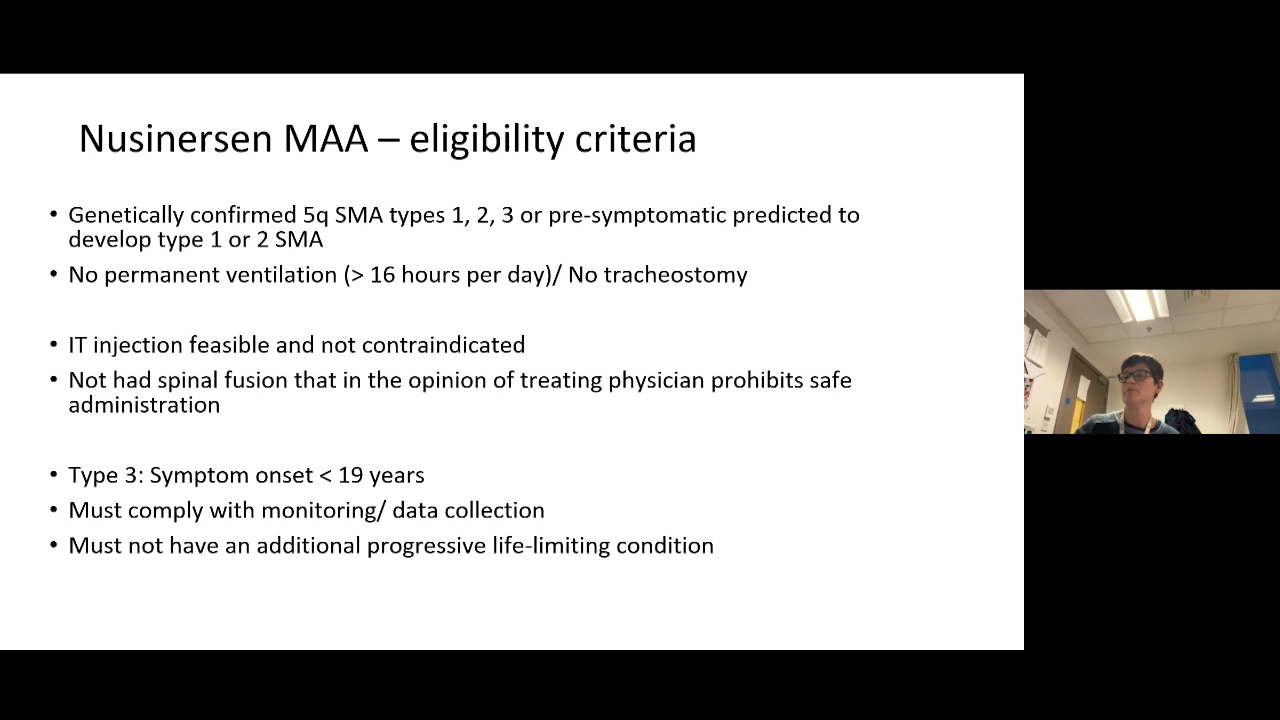 Nusinersen MAA – eligibility criteria
• Genetically confirmed 5q SMA types 1, 2, 3 or pre-symptomatic predicted to
develop type 1 or 2 SMA
• No permanent ventilation (> 16 hours per day)/ No tracheostomy
• IT injection feasible and not contraindicated
• Not had spinal fusion that in the opinion of treating physician prohibits safe
administration
• Type 3: Symptom onset < 19 years
• Must comply with monitoring/ data collection
• Must not have an additional progressive life-limiting condition